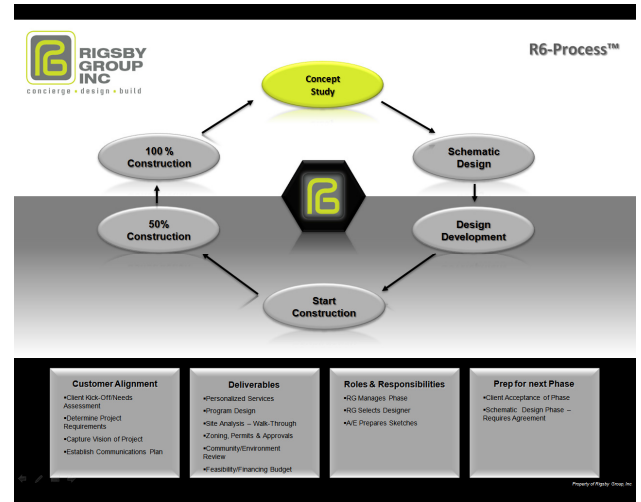 RIGSBY
GROUP
INC
concierge • design • build
R6-Process™
Concept
Study
100 %
Construction
Schematic
Design
50%
Construction
Design
Development
Start
Construction
Customer Alignment
•Client Kick-Off/Needs
Assessment
•Determine Project
Requirements
•Capture Vision of Project
•Establish Communications Plan
Deliverables
•Personalized Services
•Program Design
•Site Analysis – Walk-Through
•Zoning, Permits & Approvals
•Community/Environment
Review
•Feasibility/Financing Budget
Roles & Responsibilities
•RG Manages Phase
•RG Selects Designer
•A/E Prepares Sketches
Prep for next Phase
•Client Acceptance of Phase
•Schematic Design Phase –
Requires Agreement
Property of Rigsby Group, Inc